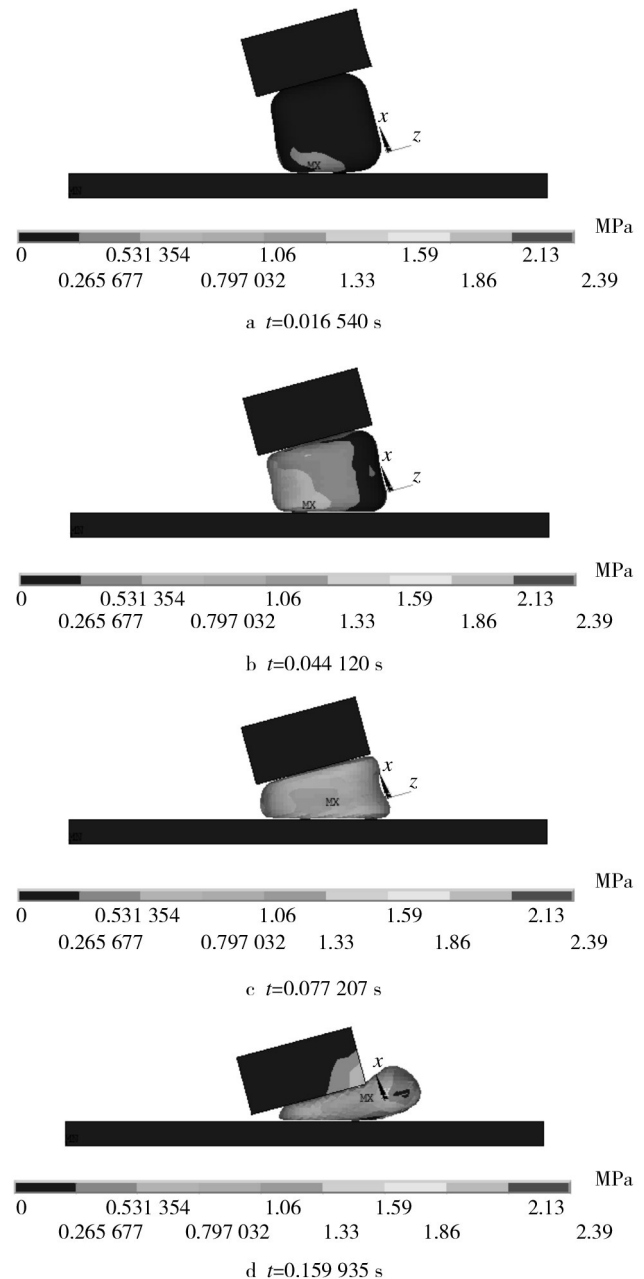 x
z
MX
MPa
0 0.531 354 1.06 1.59 2.13
0.265 677 0.797 032 1.33 1.86 2.39
a t=0.016 540 s
x
z
MX
MPa
0 0.531 354 1.06 1.59 2.13
0.265 677 0.797 032 1.33 1.86 2.39
b t=0.044 120 s
x
z
MX
MPa
0 0.531 354 1.06 1.59 2.13
0.265 677 0.797 032 1.33 1.86 2.39
c t=0.077 207 s
x
MX
MPa
0 0.531 354 1.06 1.59 2.13
0.265 677 0.797 032 1.33 1.86 2.39
d t=0.159 935 s